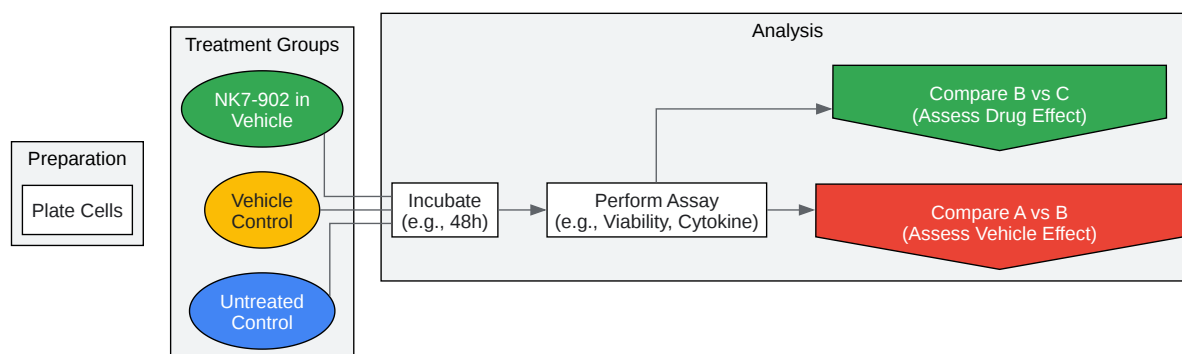 Preparation
Plate Cells
Treatment Groups
NK7-902 in
Vehicle
Vehicle
Control
Untreated
Control
Analysis
Incubate
(e.g., 48h)
Perform Assay
(e.g., Viability, Cytokine)
Compare B vs C
(Assess Drug Effect)
Compare A vs B
(Assess Vehicle Effect)